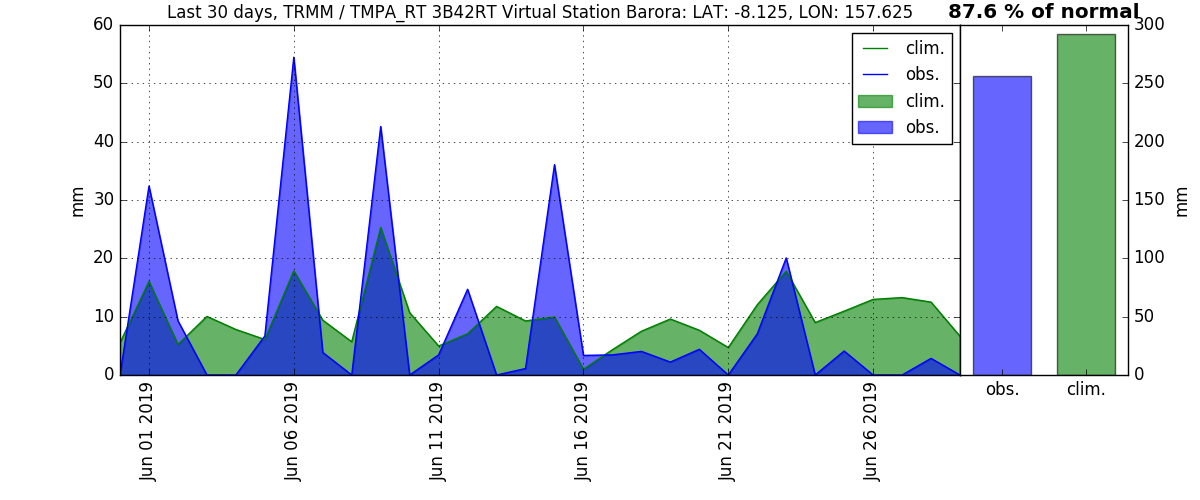 Last 30 days, TRMM / TMPA_RT 3B42RT Virtual Station Barora: LAT: -8.125, LON: 157.625
87.6 % of normal
60
50
40
30
20
10
0
mm
clim.
obs.
clim.
obs.
300
250
200
150
100
50
0
mm
Jun 01 2019
Jun 06 2019
Jun 11 2019
Jun 16 2019
Jun 21 2019
Jun 26 2019
obs.
clim.